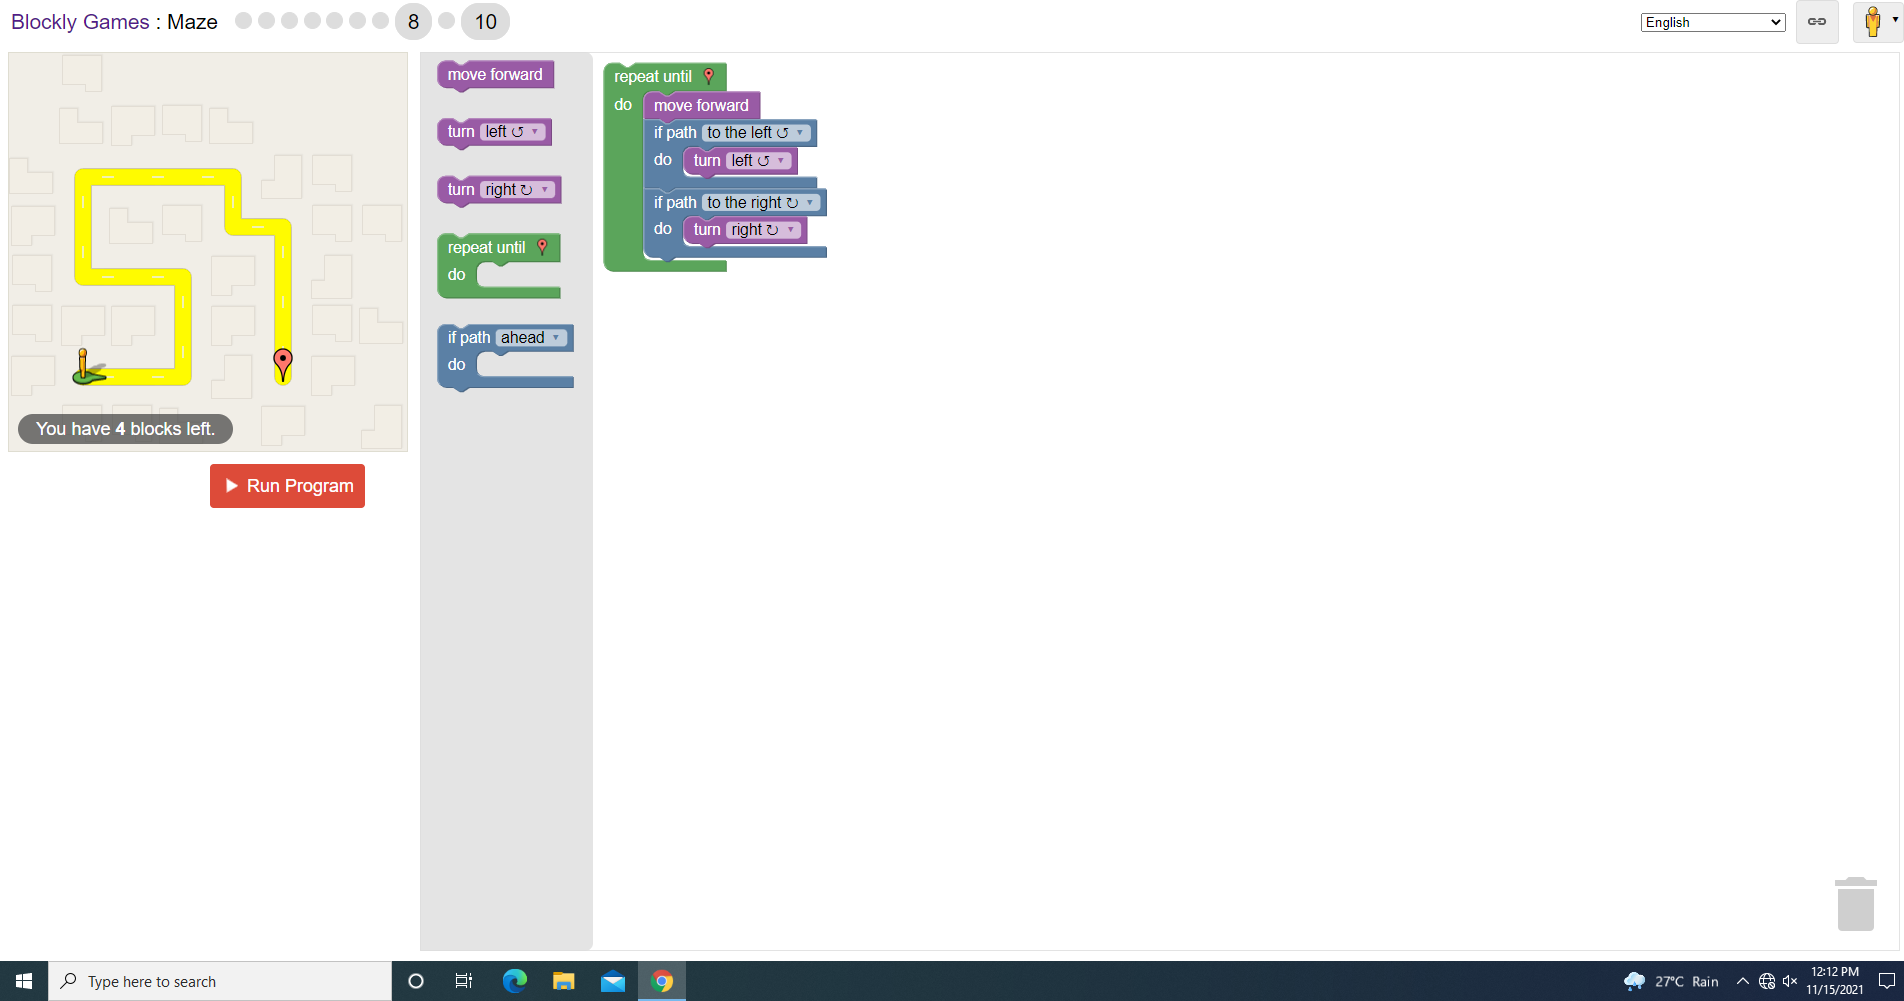 Blockly Games : Maze 8 10
English
move forward
turn left ↺ ▾
turn right ↻ ▾
repeat until
do
if path ahead ▾
do
repeat until
do move forward
if path to the left ↺ ▾
do turn left ↺ ▾
if path to the right ↻ ▾
do turn right ↻ ▾
You have 4 blocks left.
Run Program
Type here to search
27°C Rain
12:12 PM
11/15/2021